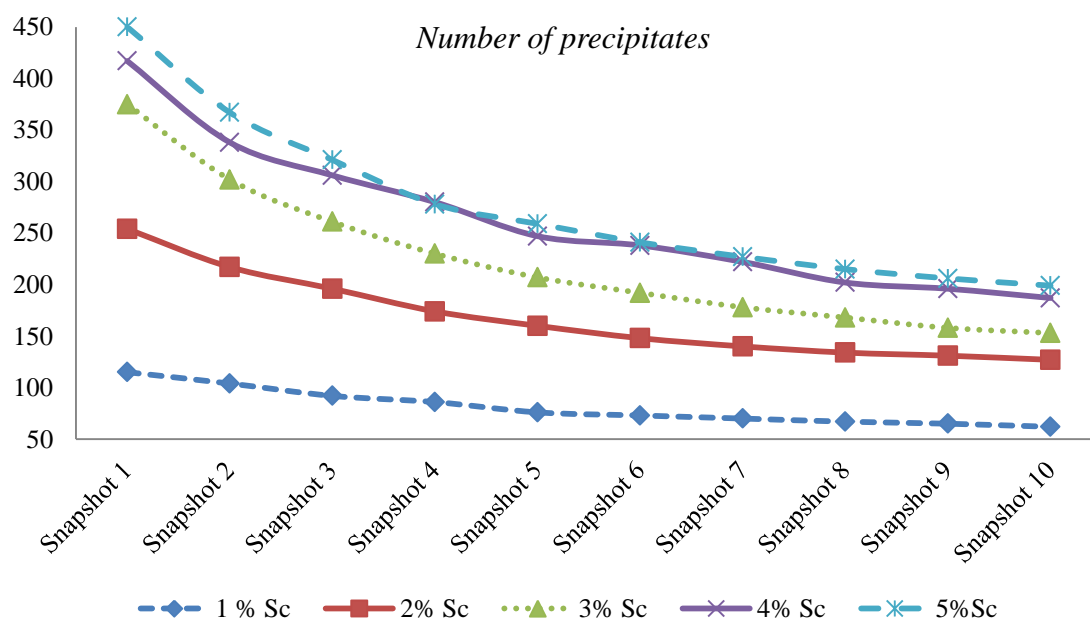 Number of precipitates
450
400
350
300
250
200
150
100
50
Snapshot 1
Snapshot 2
Snapshot 3
Snapshot 4
Snapshot 5
Snapshot 6
Snapshot 7
Snapshot 8
Snapshot 9
Snapshot 10
1 % Sc
2% Sc
3% Sc
4% Sc
5%Sc